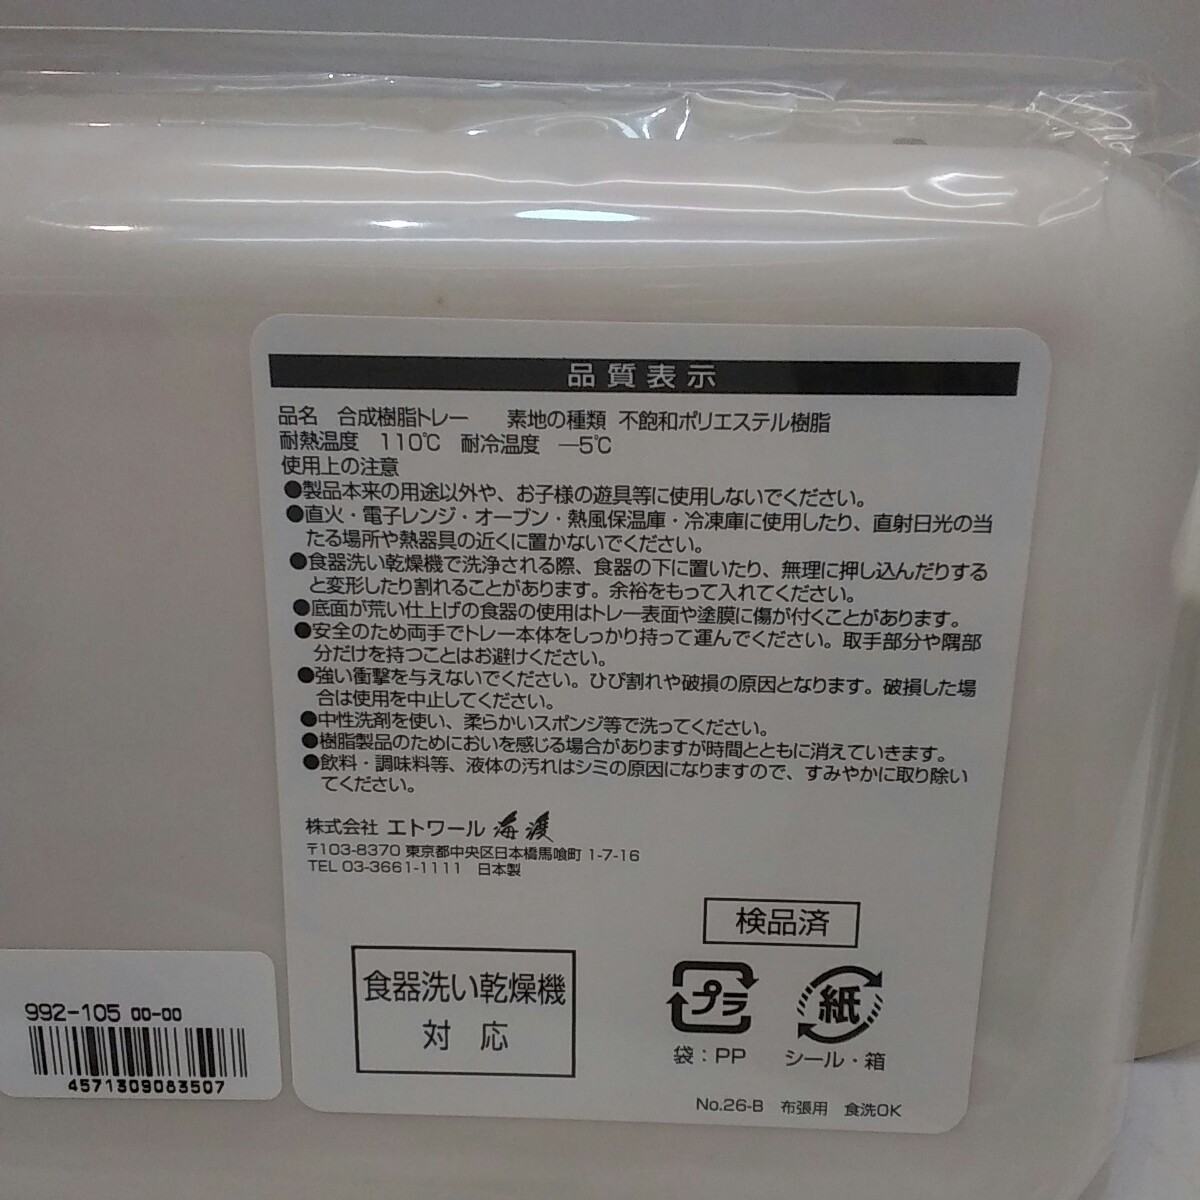 品質表示
品名　合成樹脂トレー　　素地の種類　不飽和ポリエステル樹脂
耐熱温度　110℃　耐冷温度　―5℃
使用上の注意
●製品本来の用途以外や、お子様の遊具等に使用しないでください。
●直火・電子レンジ・オーブン・熱風保温庫・冷凍庫に使用したり、直射日光の当
たる場所や熱器具の近くに置かないでください。
●食器洗い乾燥機で洗浄される際、食器の下に置いたり、無理に押し込んだりする
と変形したり割れることがあります。余裕をもって入れてください。
●底面が荒い仕上げの食器の使用はトレー表面や塗膜に傷が付くことがあります。
●安全のため両手でトレー本体をしっかり持って運んでください。取手部分や隅部
分だけを持つことはお避けください。
●強い衝撃を与えないでください。ひび割れや破損の原因となります。破損した場
合は使用を中止してください。
●中性洗剤を使い、柔らかいスポンジ等で洗ってください。
●樹脂製品のためにおいを感じる場合がありますが時間とともに消えていきます。
●飲料・調味料等、液体の汚れはシミの原因になりますので、すみやかに取り除い
てください。
株式会社 エトワール 海渡
〒103-8370 東京都中央区日本橋馬喰町 1-7-16
TEL 03-3661-1111　日本製
検品済
食器洗い乾燥機
対応
プラ
紙
袋：PP
シール・箱
No.26-B　布張用　食洗OK
992-105 00-00
4571309083507